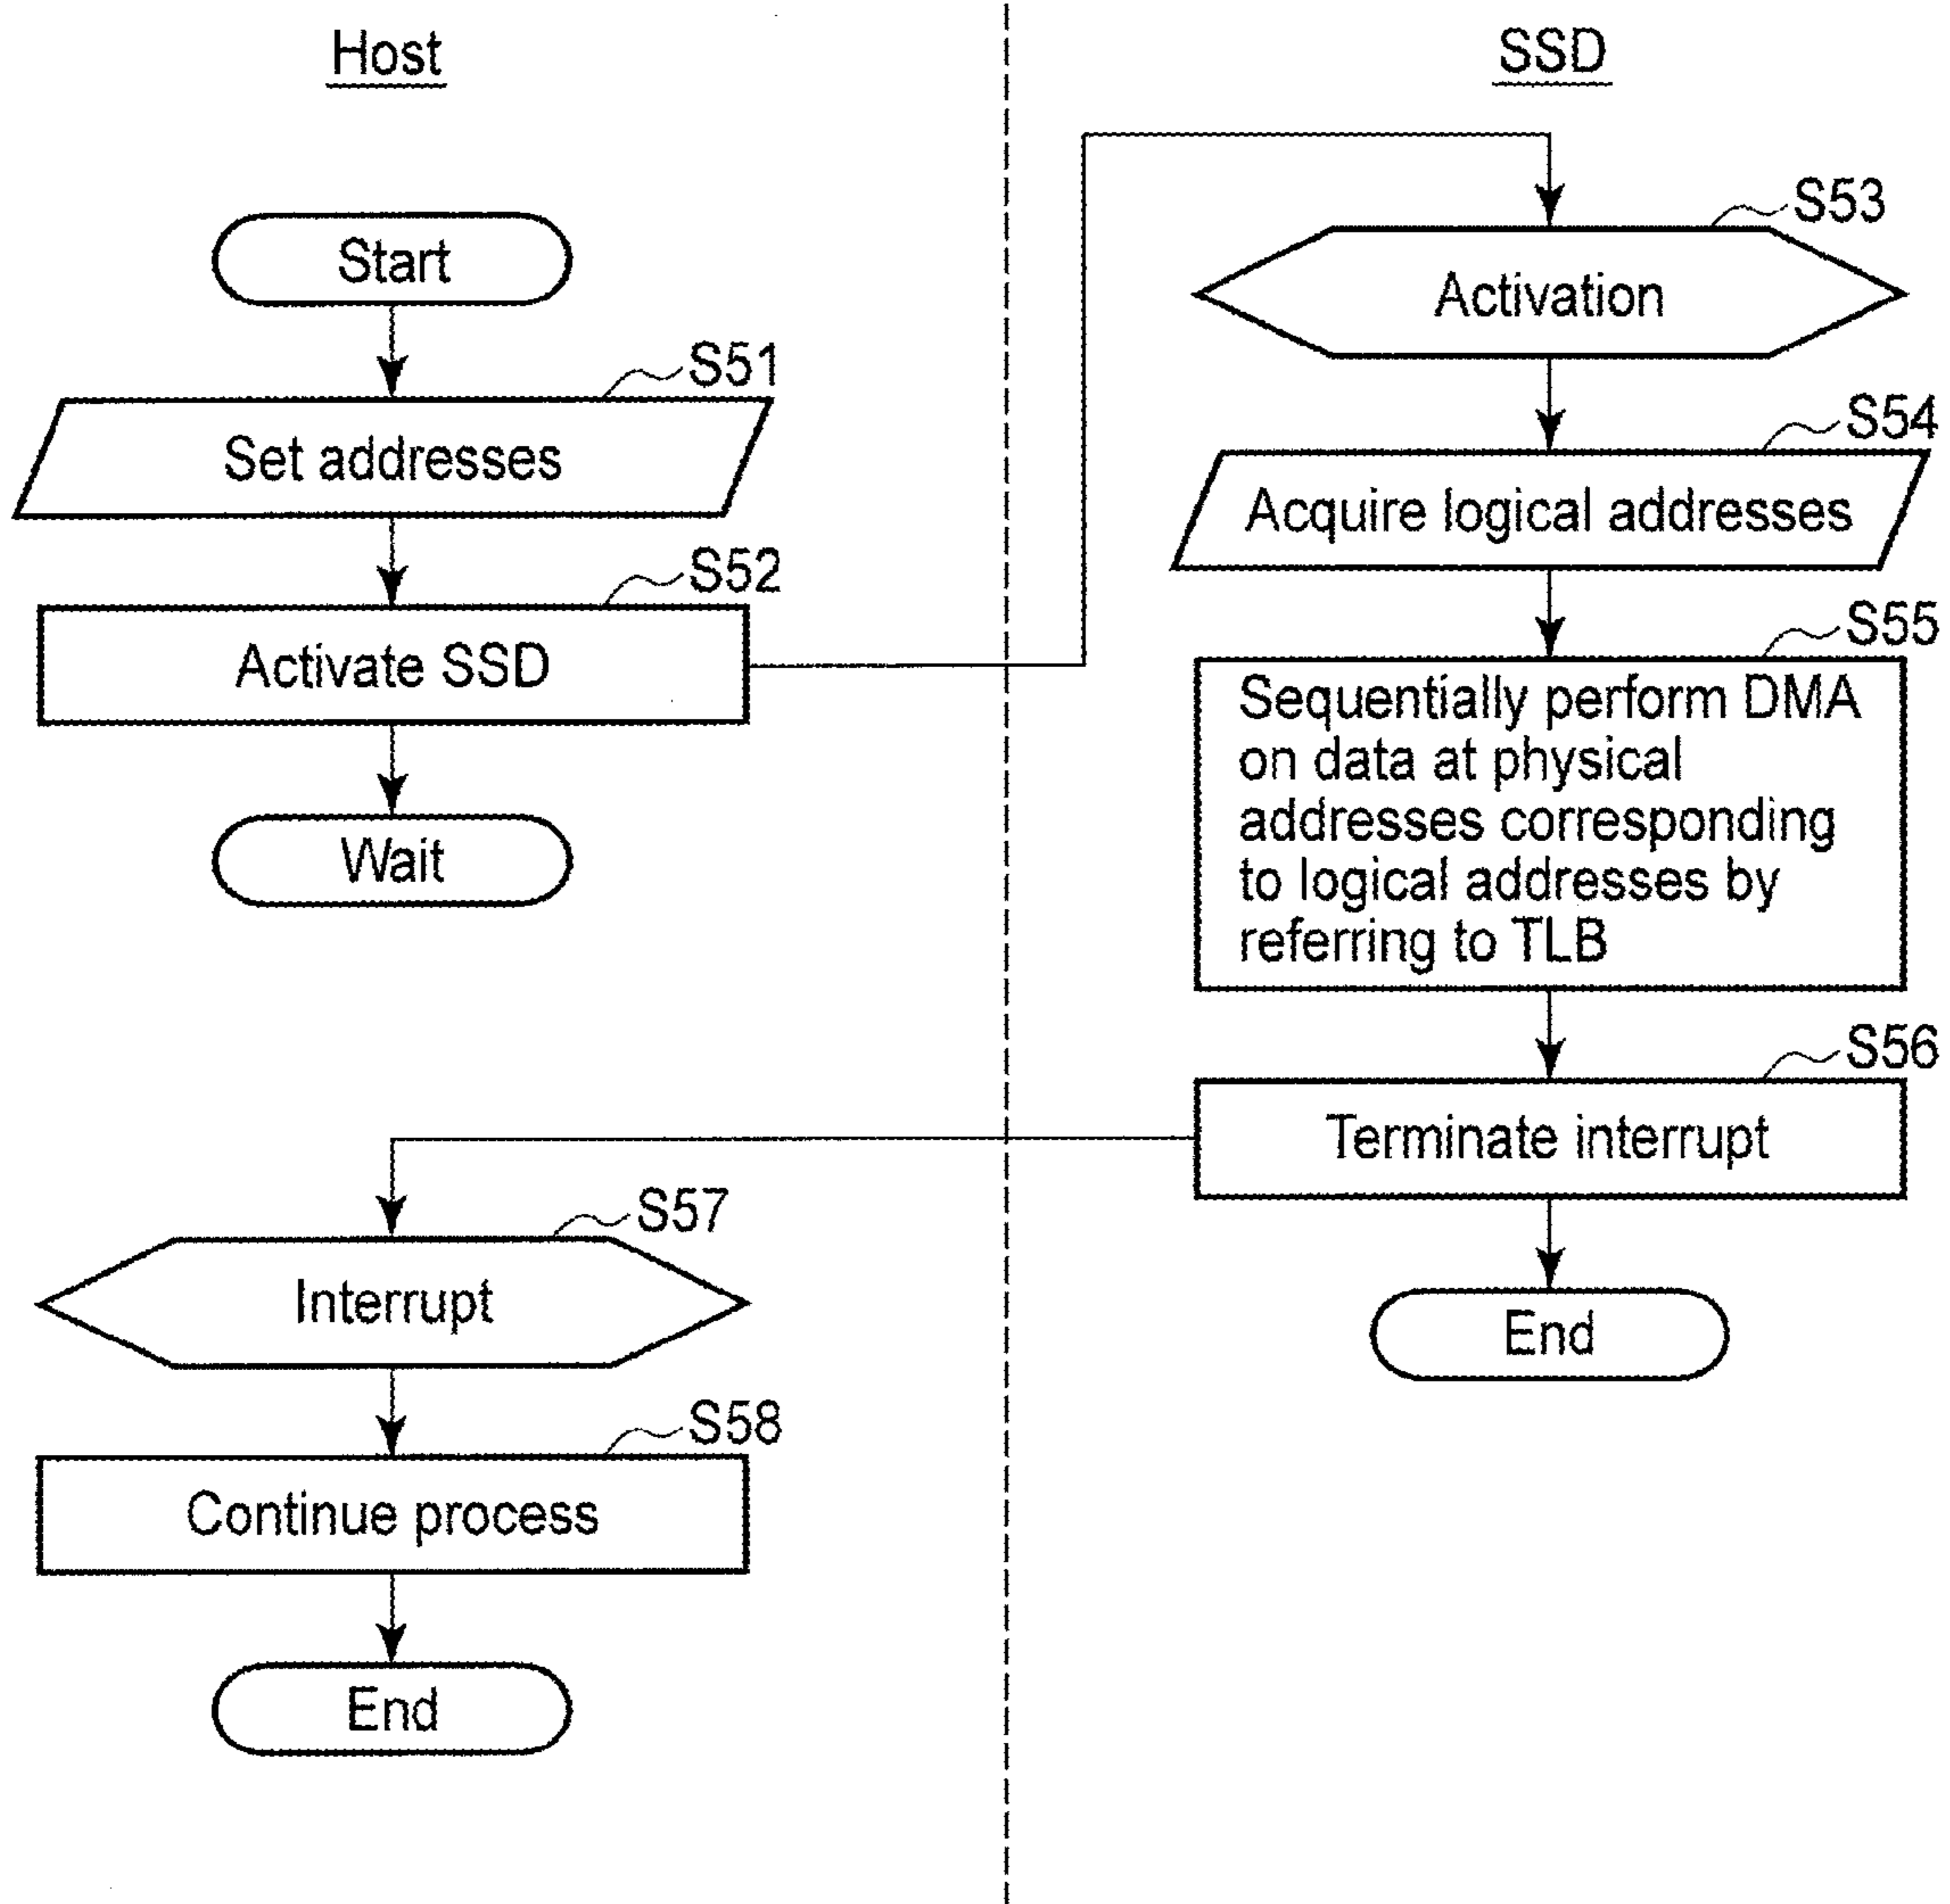 Host
Start
S51
Set addresses
S52
Activate SSD
Wait
SSD
S53
Activation
S54
Acquire logical addresses
S55
Sequentially perform DMA
on data at physical
addresses corresponding
to logical addresses by
referring to TLB
S56
Terminate interrupt
End
S57
Interrupt
S58
Continue process
End